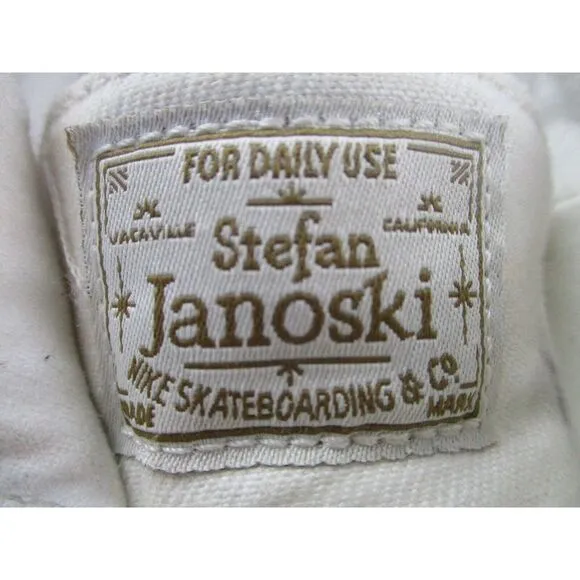 FOR DAILY USE
VACAVILLE CALIFORNIA
Stefan
Janoski
NIKE SKATEBOARDING & Co.
TRADE MARK